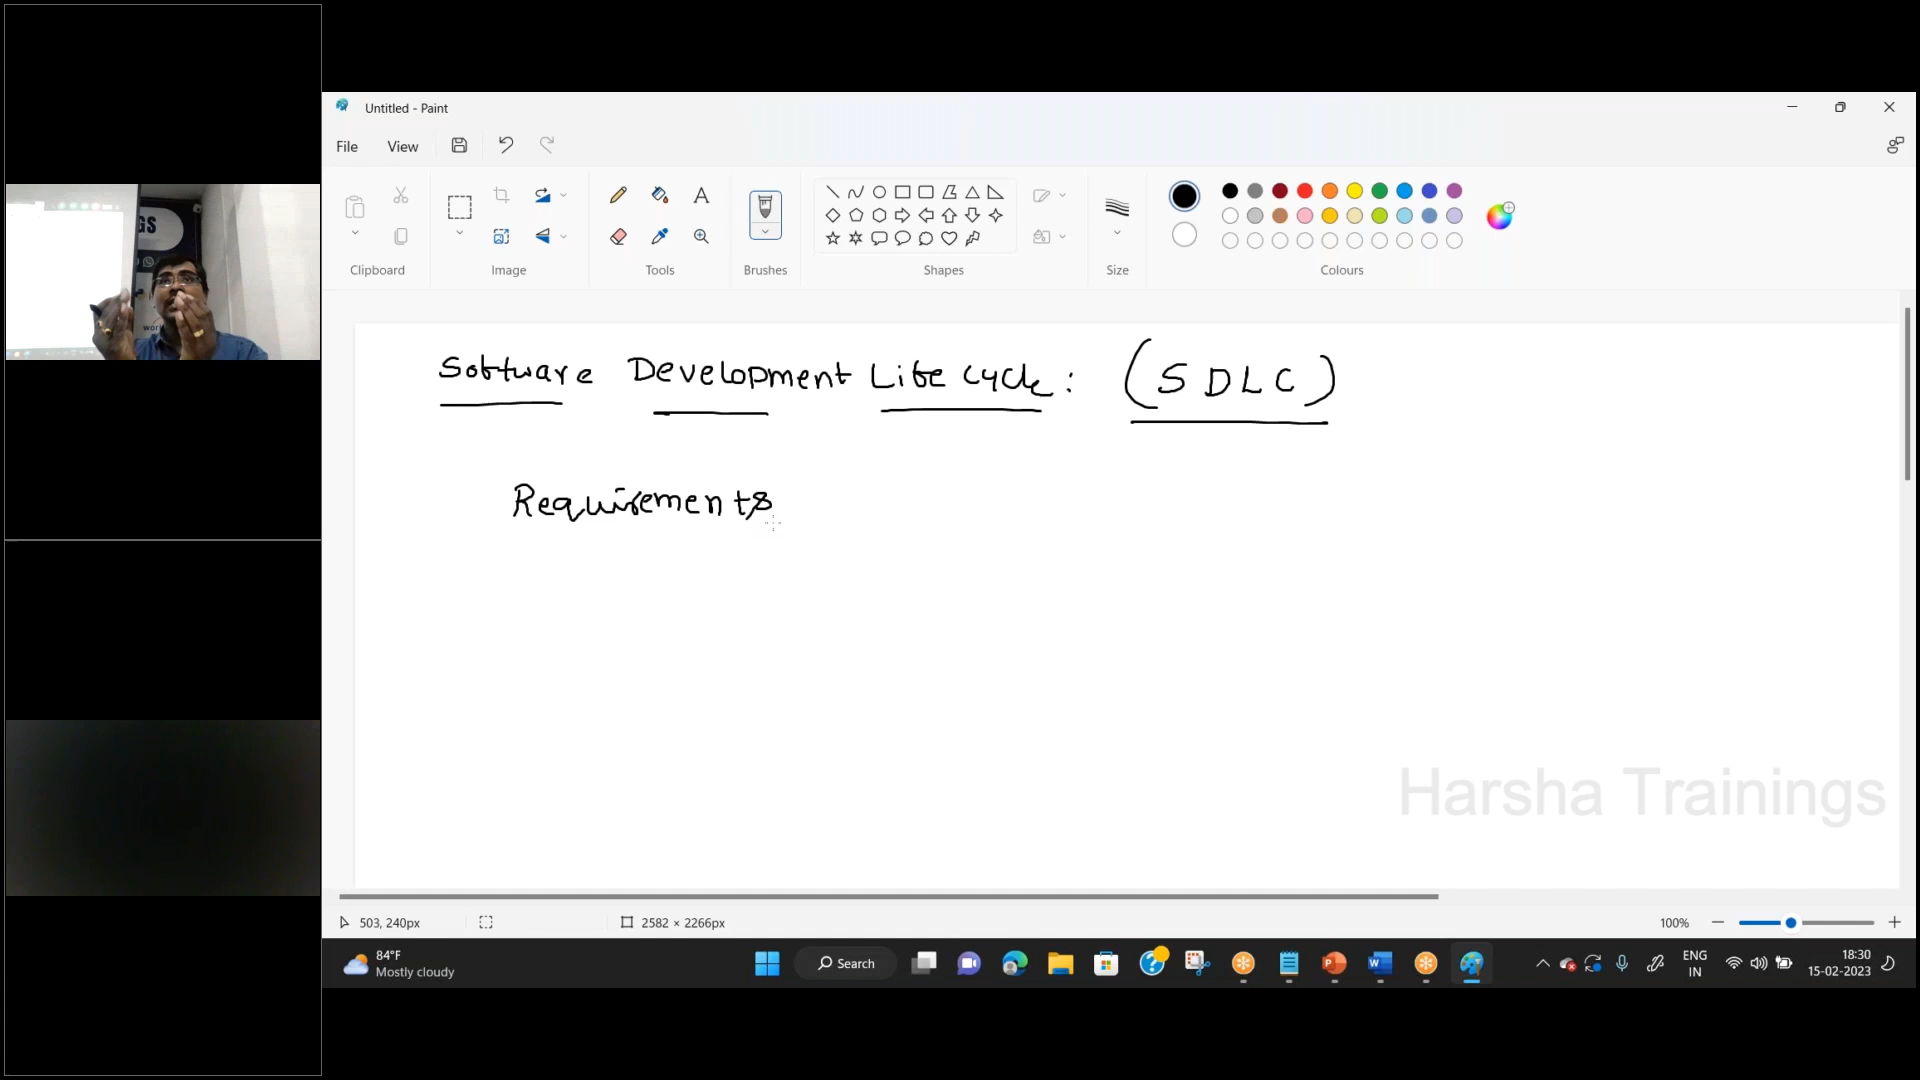 Untitled - Paint
File View
Clipboard Image Tools Brushes Shapes Size Colours
GS
Software Development Life cycle : (SDLC)
Requirements
Harsha Trainings
503, 240px 2582 × 2266px 100%
84°F
Mostly cloudy
Search
ENG
IN
18:30
15-02-2023